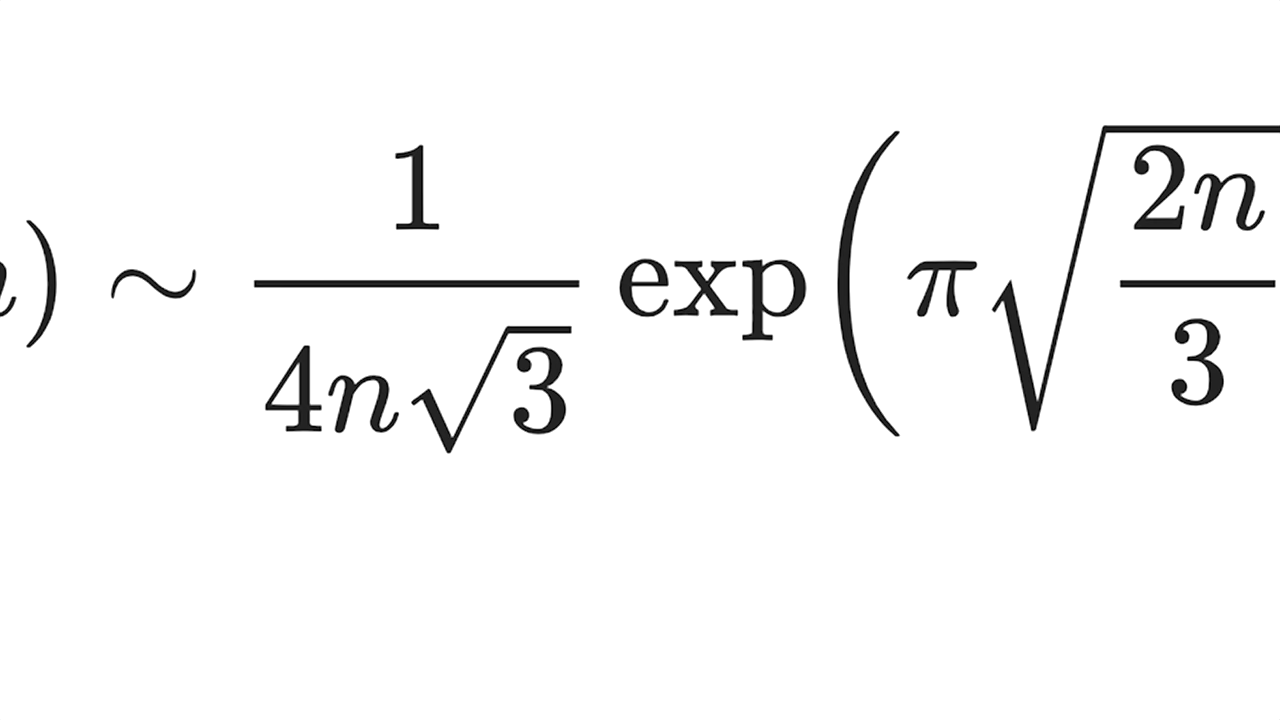 ) ∼ 1/(4n√3) exp(π√(2n/3)